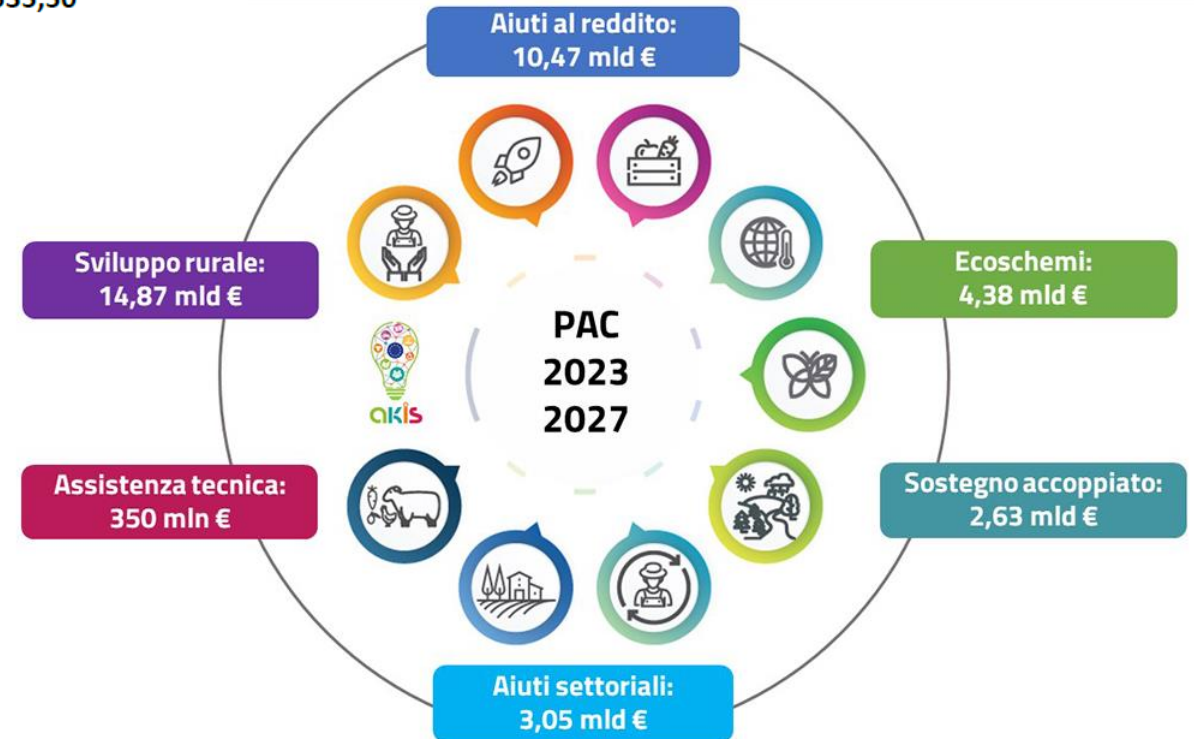 Aiuti al reddito:
10,47 mld €
Sviluppo rurale:
14,87 mld €
Ecoschemi:
4,38 mld €
PAC
2023
2027
akis
Assistenza tecnica:
350 mln €
Sostegno accoppiato:
2,63 mld €
Aiuti settoriali:
3,05 mld €